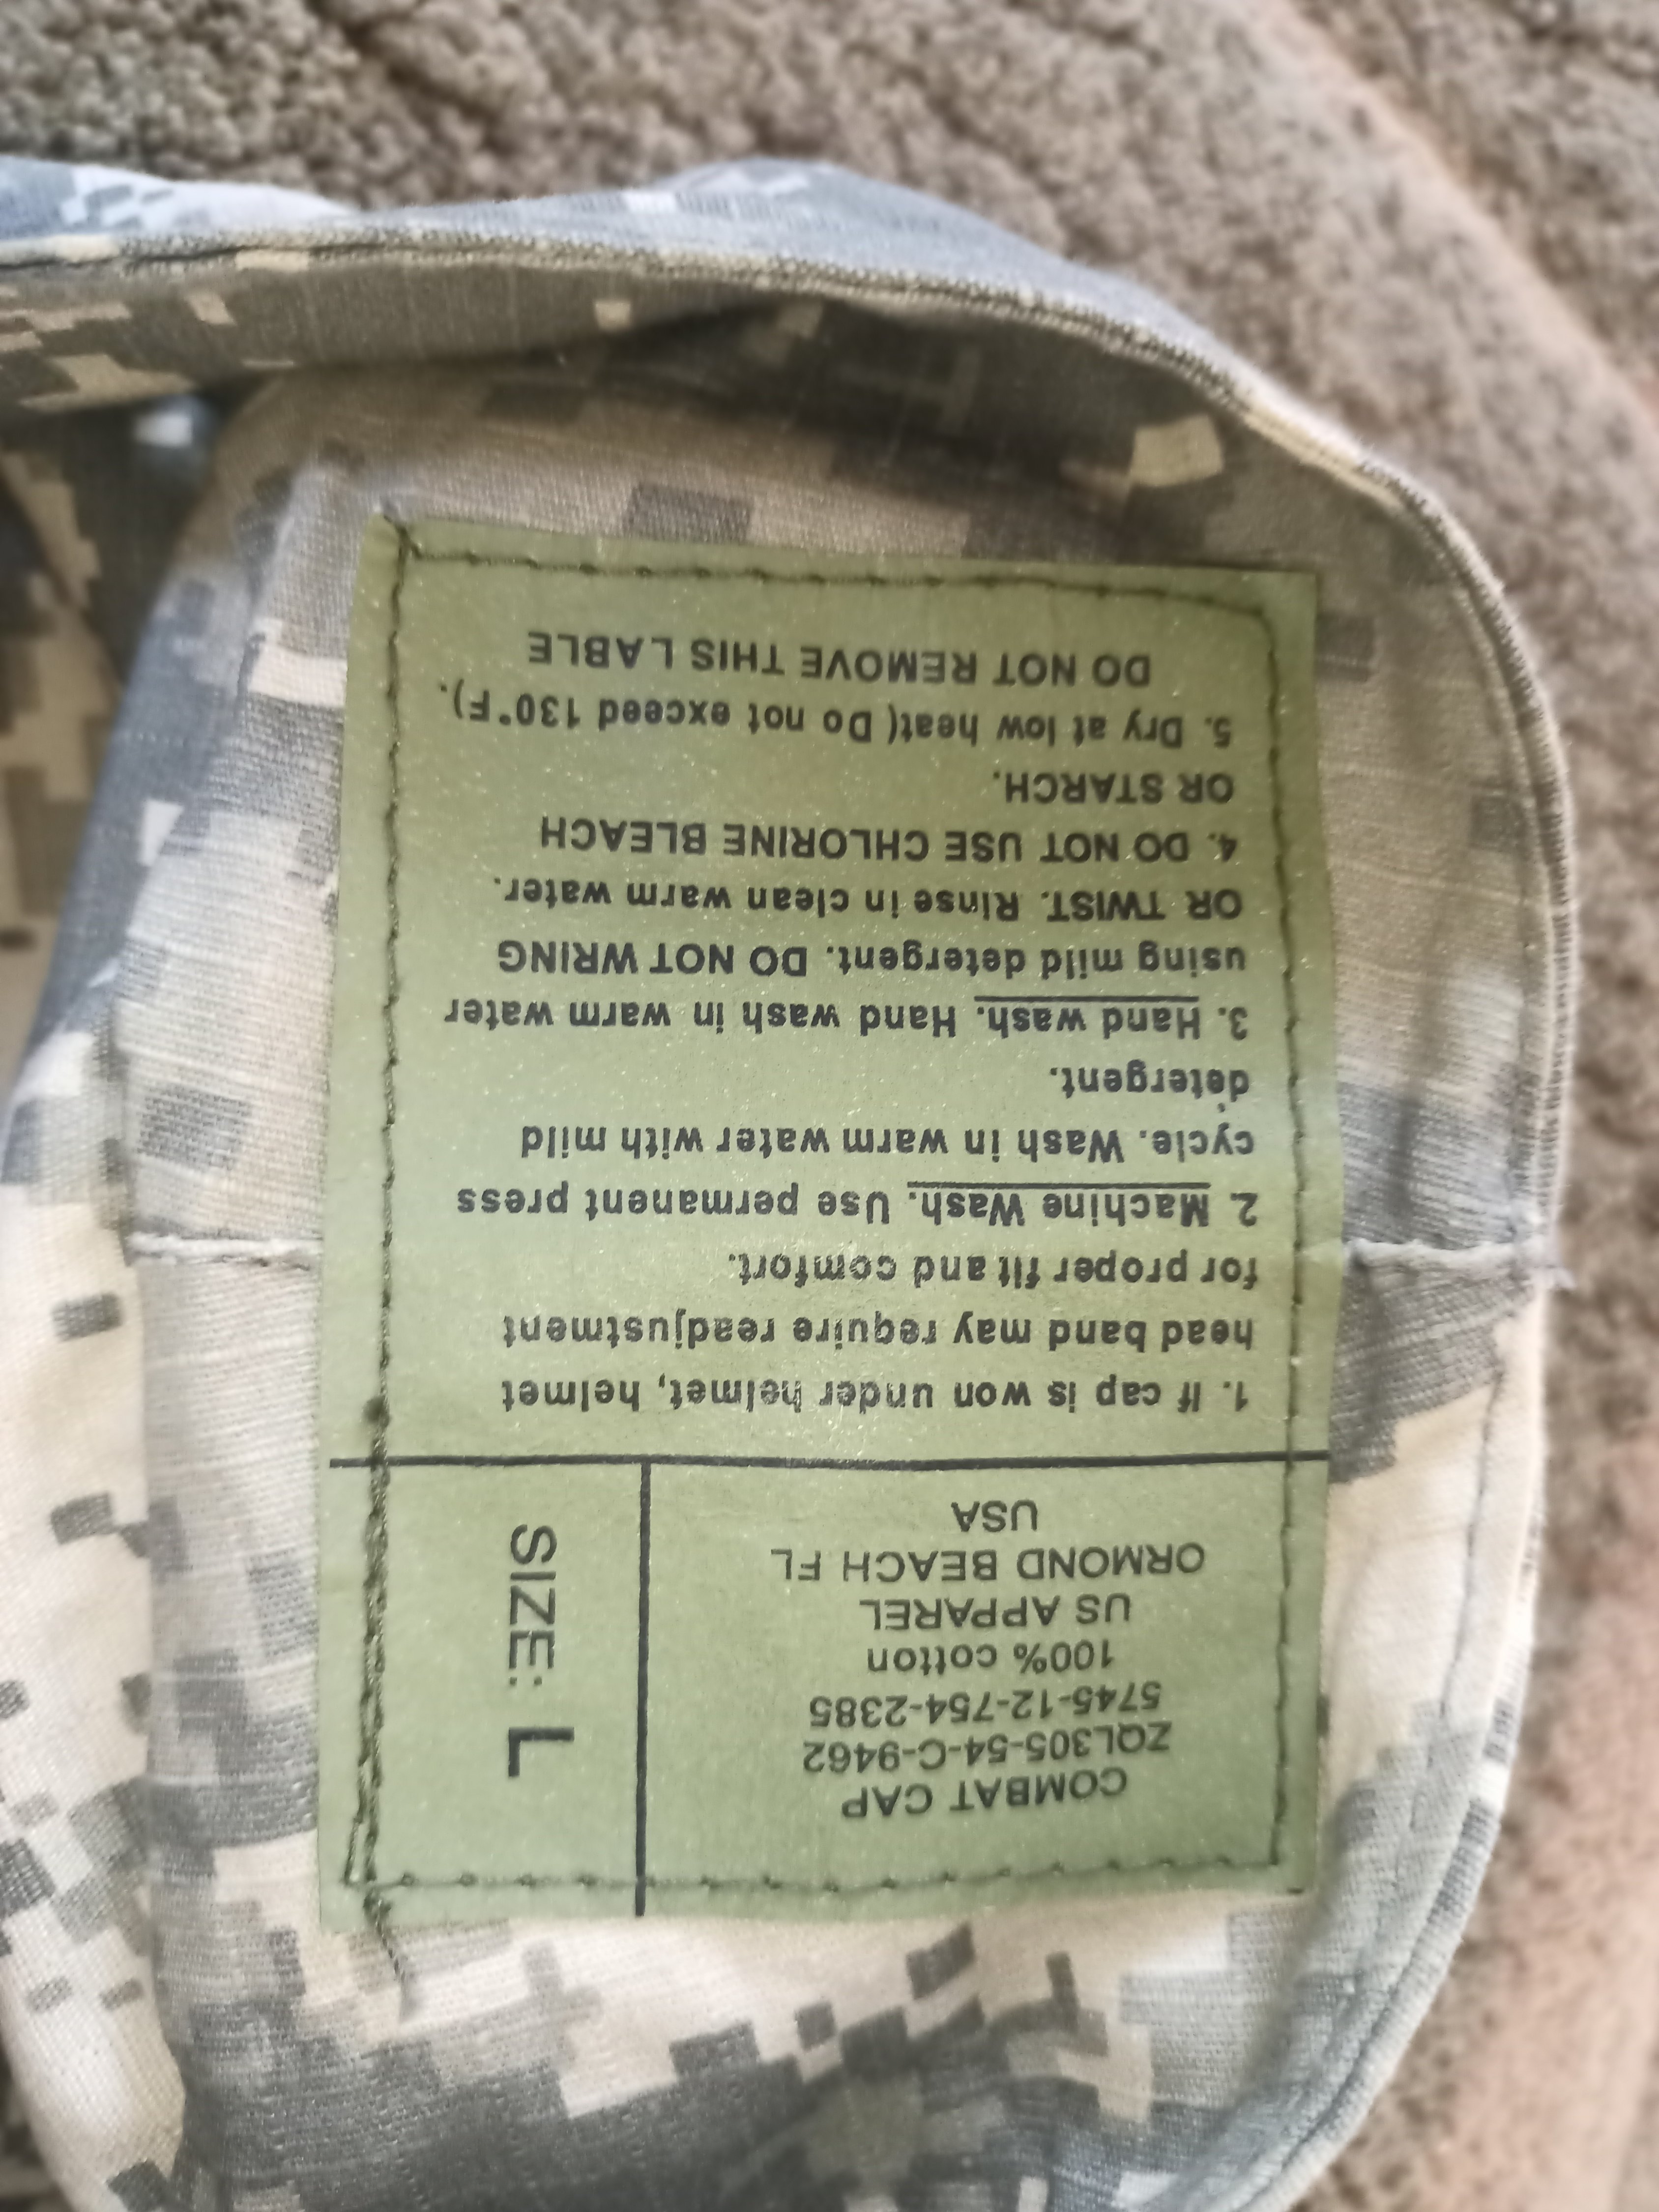 COMBAT CAP
ZQL305-54-C-9462
5745-12-754-2385
100% cotton
US APPAREL
ORMOND BEACH FL
USA
SIZE: L
1. If cap is won under helmet, helmet
head band may require readjustment
for proper fit and comfort.
2. Machine Wash. Use permanent press
cycle. Wash in warm water with mild
detergent.
3. Hand wash. Hand wash in warm water
using mild detergent. DO NOT WRING
OR TWIST. Rinse in clean warm water.
4. DO NOT USE CHLORINE BLEACH
OR STARCH.
5. Dry at low heat( Do not exceed 130°F).
DO NOT REMOVE THIS LABLE